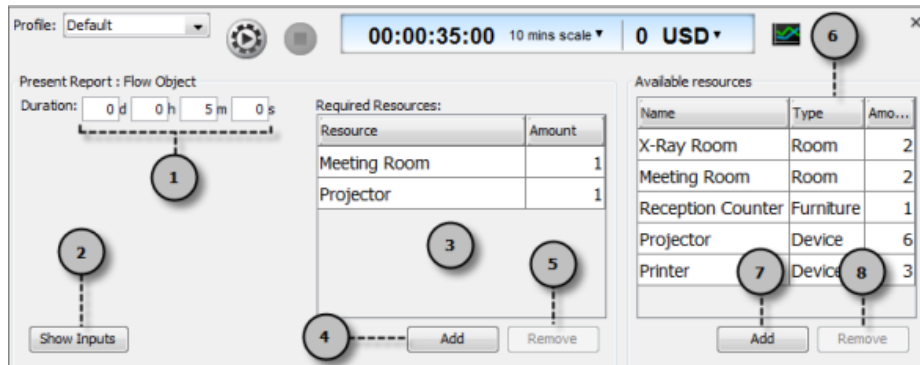 Profile: Default
00:00:35:00 10 mins scale 0 USD
6
Present Report : Flow Object
Available resources
Duration: 0 d 0 h 5 m 0 s
Required Resources:
Name Type Amo...
Resource Amount
X-Ray Room Room 2
Meeting Room 1
Meeting Room Room 2
1
Projector 1
Reception Counter Furniture 1
2
3
Projector Device 6
5
7
8
Printer Device 3
4
Show Inputs Add Remove Add Remove